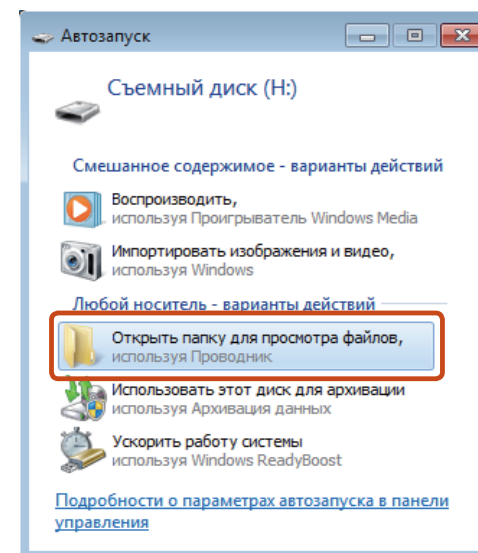 Автозапуск
Съемный диск (H:)
Смешанное содержимое - варианты действий
Воспроизводить,
используя Проигрыватель Windows Media
Импортировать изображения и видео,
используя Windows
Любой носитель - варианты действий
Открыть папку для просмотра файлов,
используя Проводник
Использовать этот диск для архивации
используя Архивация данных
Ускорить работу системы
используя Windows ReadyBoost
Подробности о параметрах автозапуска в панели
управления